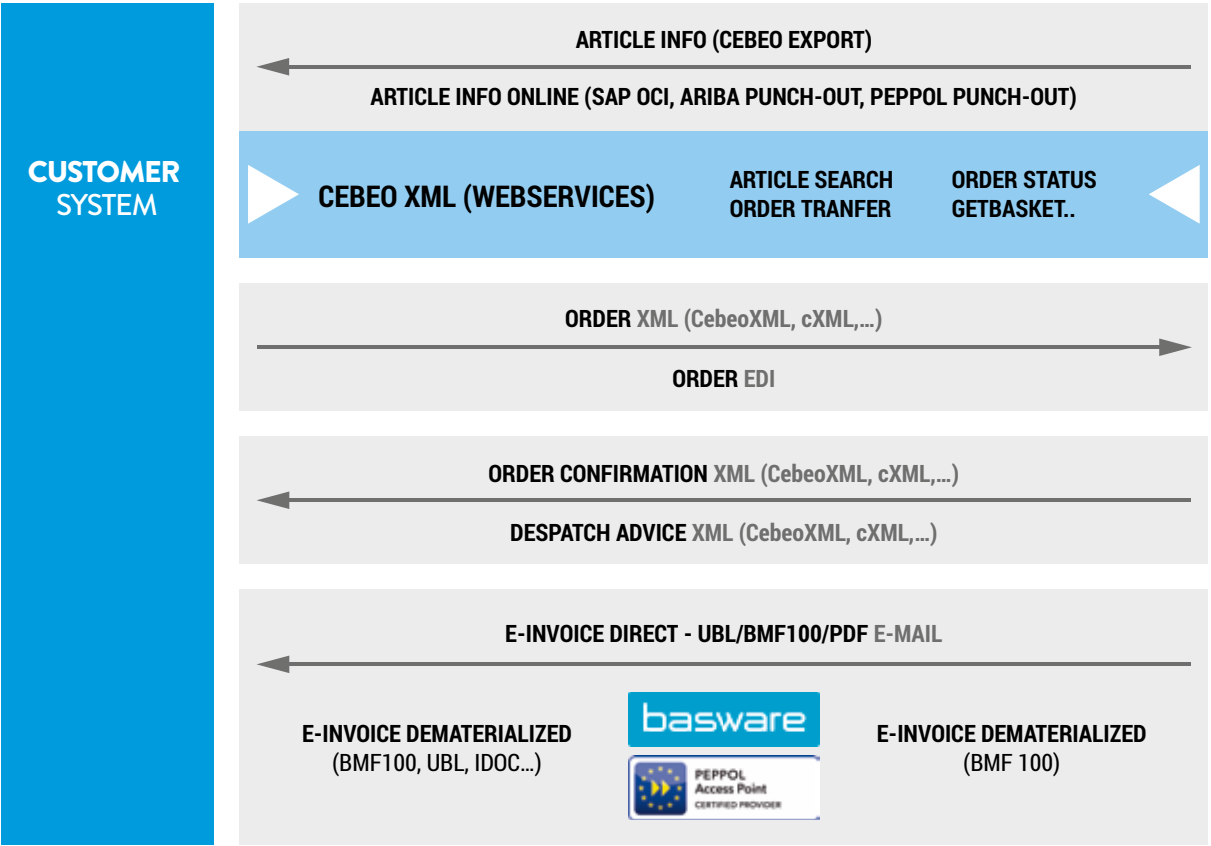 ARTICLE INFO (CEBEO EXPORT)
ARTICLE INFO ONLINE (SAP OCI, ARIBA PUNCH-OUT, PEPPOL PUNCH-OUT)
CUSTOMER
SYSTEM
CEBEO XML (WEBSERVICES)
ARTICLE SEARCH
ORDER TRANFER
ORDER STATUS
GETBASKET..
ORDER XML (CebeoXML, cXML,…)
ORDER EDI
ORDER CONFIRMATION XML (CebeoXML, cXML,…)
DESPATCH ADVICE XML (CebeoXML, cXML,…)
E-INVOICE DIRECT - UBL/BMF100/PDF E-MAIL
E-INVOICE DEMATERIALIZED
(BMF100, UBL, IDOC…)
basware
PEPPOL
Access Point
CERTIFIED PROVIDER
E-INVOICE DEMATERIALIZED
(BMF 100)